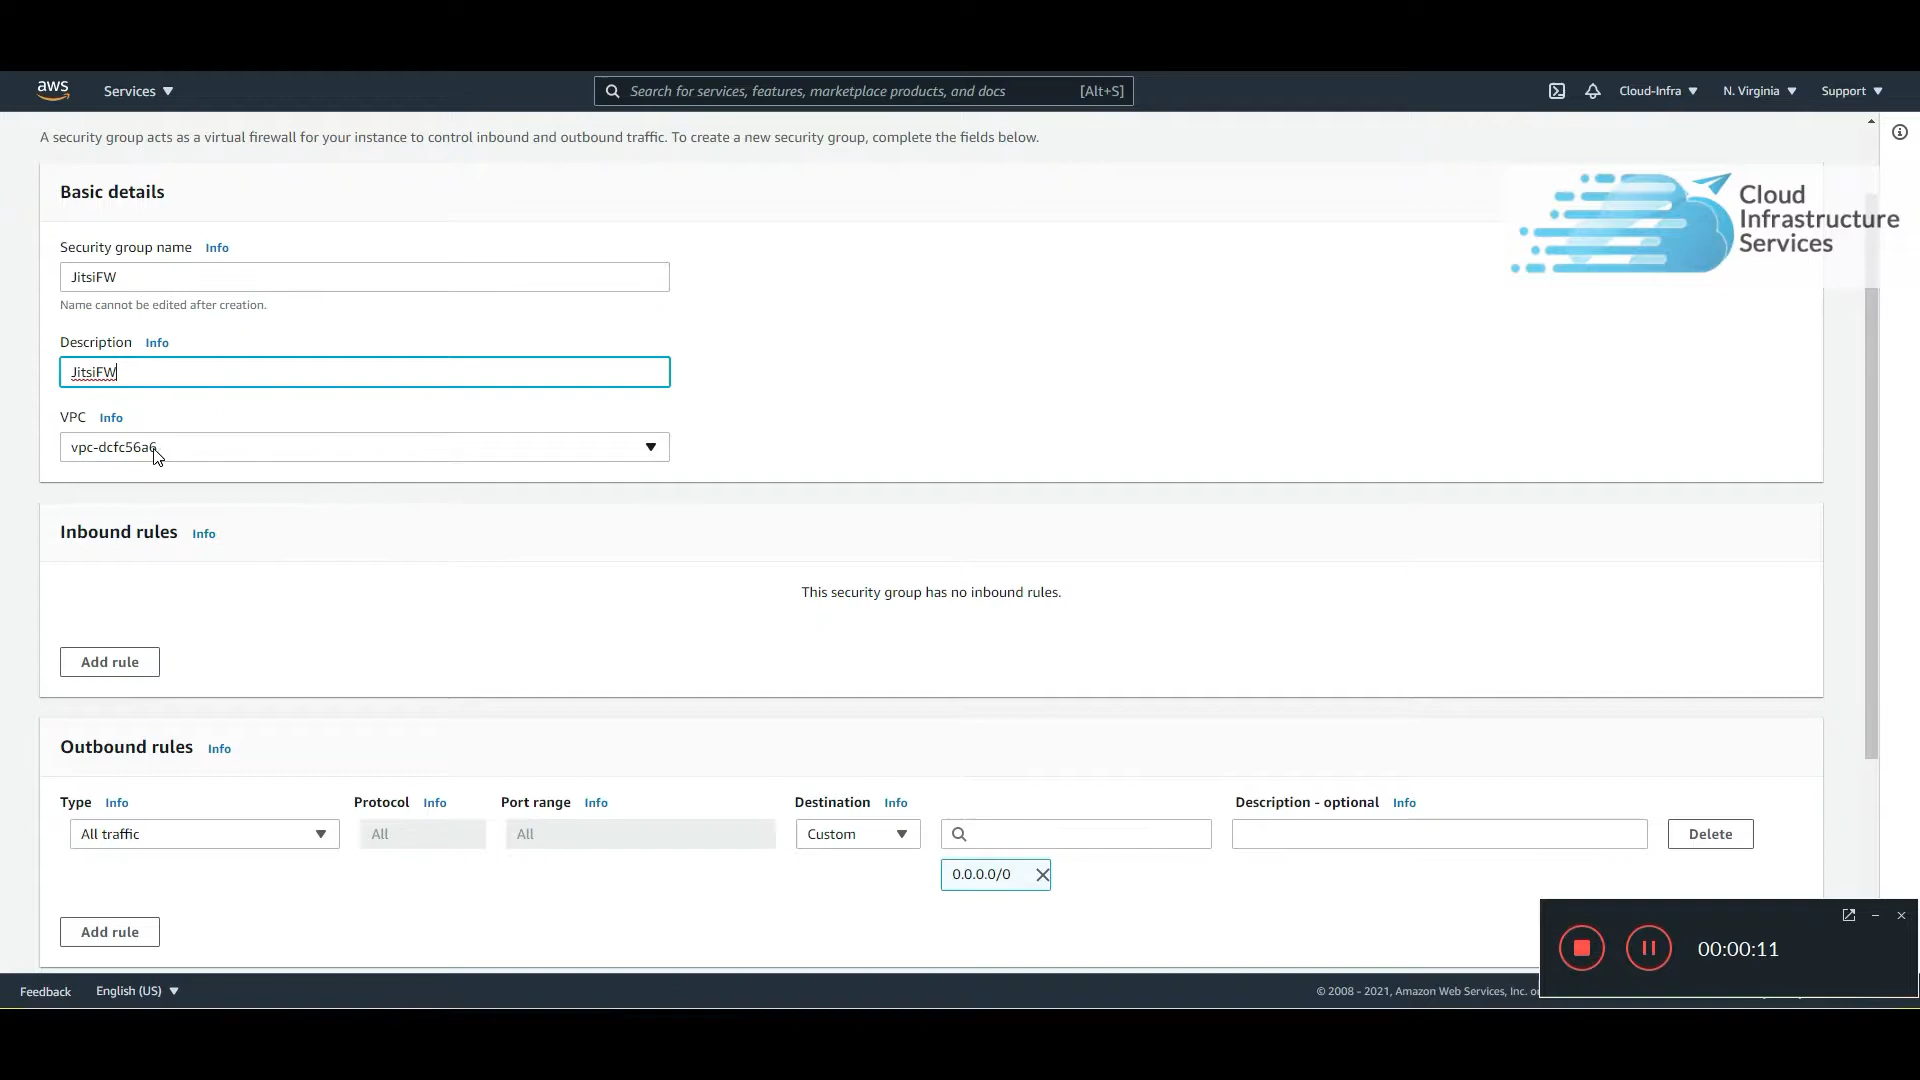 aws Services Search for services, features, marketplace products, and docs [Alt+S] Cloud-Infra N. Virginia Support
A security group acts as a virtual firewall for your instance to control inbound and outbound traffic. To create a new security group, complete the fields below.
Basic details
Cloud
Infrastructure
Services
Security group name Info
JitsiFW
Name cannot be edited after creation.
Description Info
JitsiFW
VPC Info
vpc-dcfc56a6
Inbound rules Info
This security group has no inbound rules.
Add rule
Outbound rules Info
Type Info Protocol Info Port range Info Destination Info Description - optional Info
All traffic All All Custom Delete
0.0.0.0/0
Add rule
00:00:11
Feedback English (US) © 2008 - 2021, Amazon Web Services, Inc.